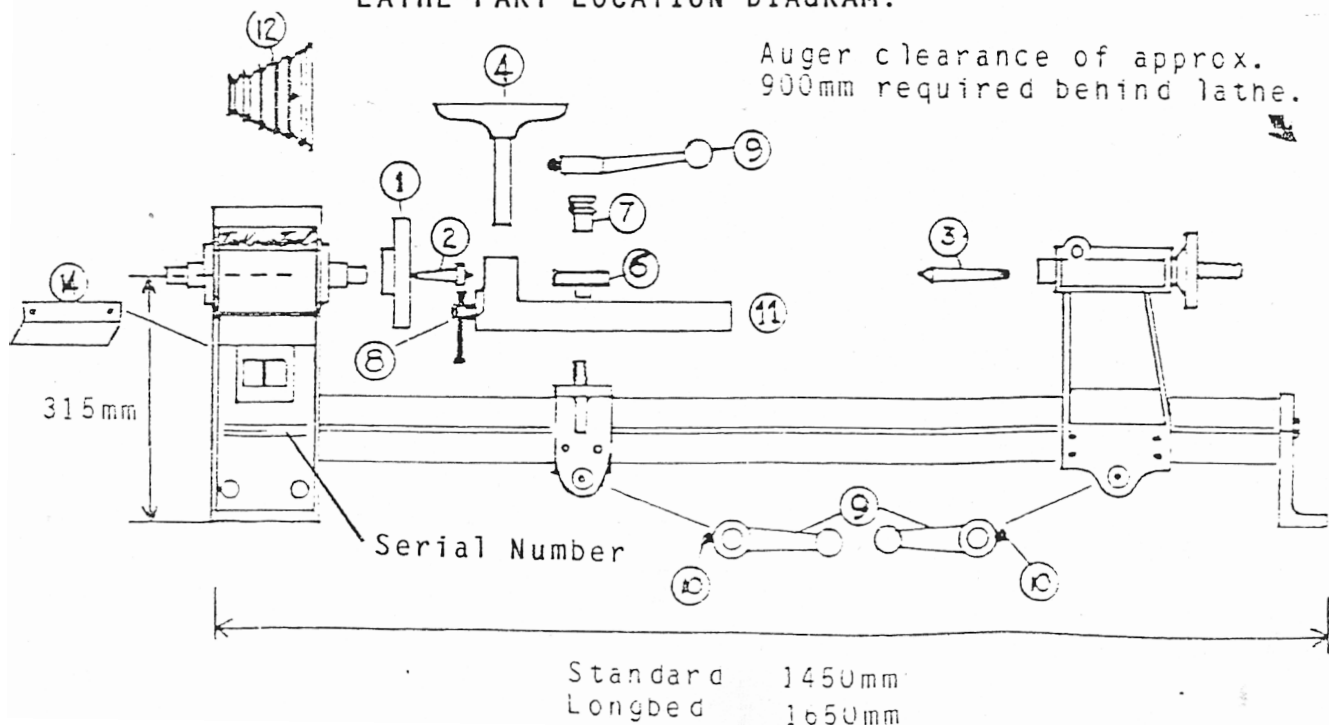 LATHE PART LOCATION DIAGRAM.
12
4
Auger clearance of approx.
900mm required behind lathe.
9
1
7
2
3
6
14
11
8
315mm
9
Serial Number
10
10
Standard 1450mm
Longbed 1650mm